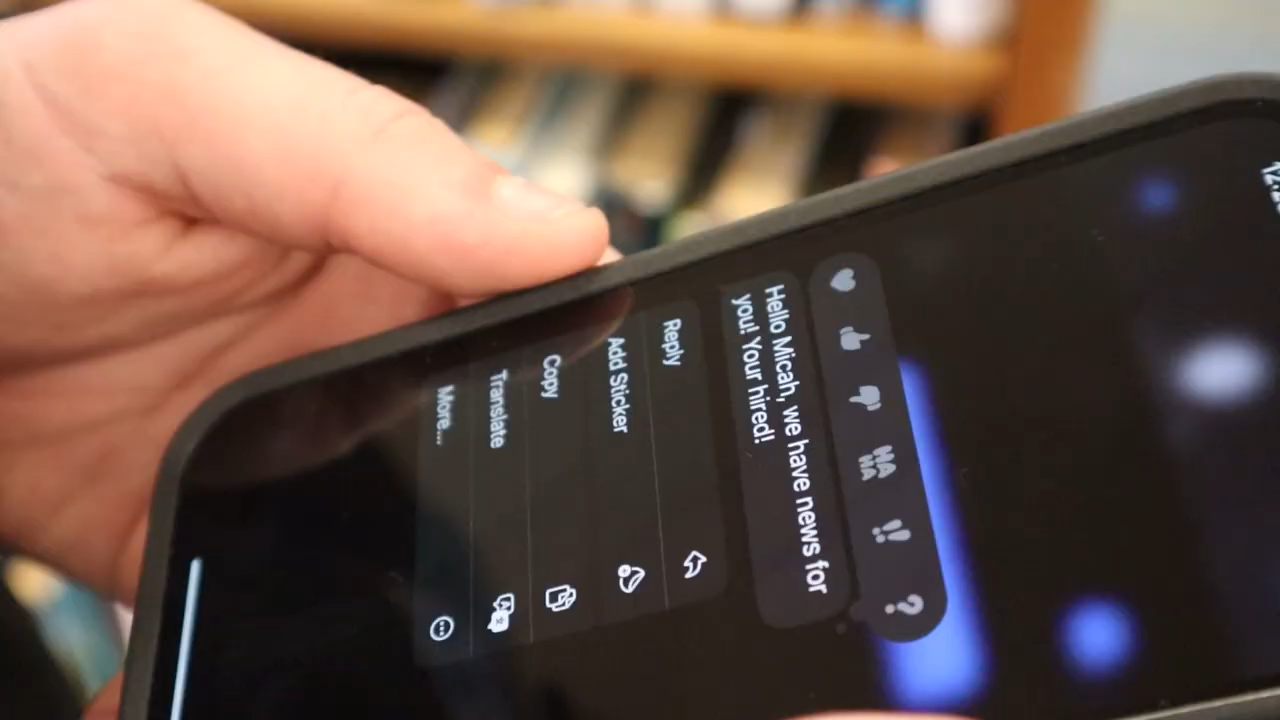 HA
HA
Hello Micah, we have news for
you! Your hired!
Reply
Add Sticker
Copy
Translate
More...